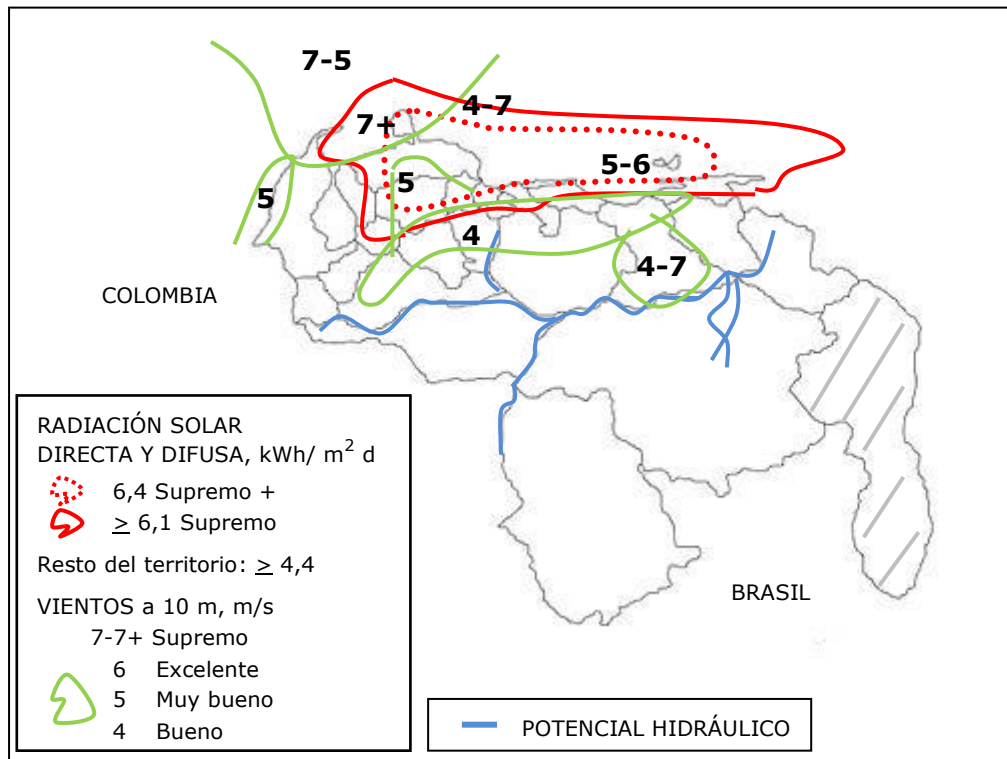 7-5
4-7
7+
5-6
5
5
4
4-7
COLOMBIA
BRASIL
RADIACIÓN SOLAR
DIRECTA Y DIFUSA, kWh/ m² d
6,4 Supremo +
≥ 6,1 Supremo
Resto del territorio: ≥ 4,4
VIENTOS a 10 m, m/s
7-7+ Supremo
6 Excelente
5 Muy bueno
4 Bueno
POTENCIAL HIDRÁULICO